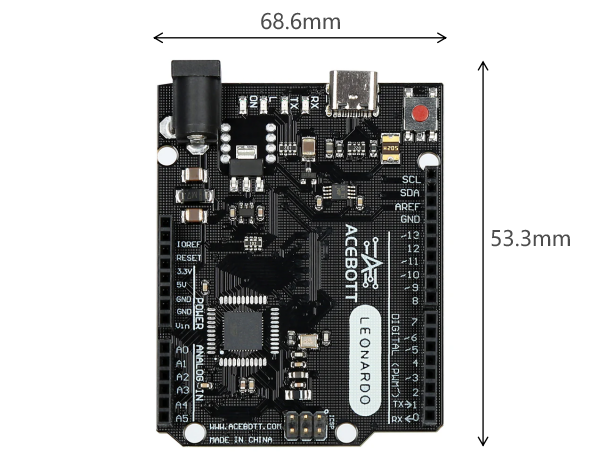 68.6mm
53.3mm
ON
L
TX
RX
SCL
SDA
AREF
GND
~13
12
~11
~10
~9
8
7
~6
~5
4
~3
2
TX→1
RX←0
DIGITAL (PWM~)
IOREF
RESET
3.3V
5V
GND
GND
Vin
POWER
A0
A1
A2
A3
A4
A5
ANALOG IN
ACEBOTT
LEONARDO
ICSP
WWW.ACEBOTT.COM
MADE IN CHINA